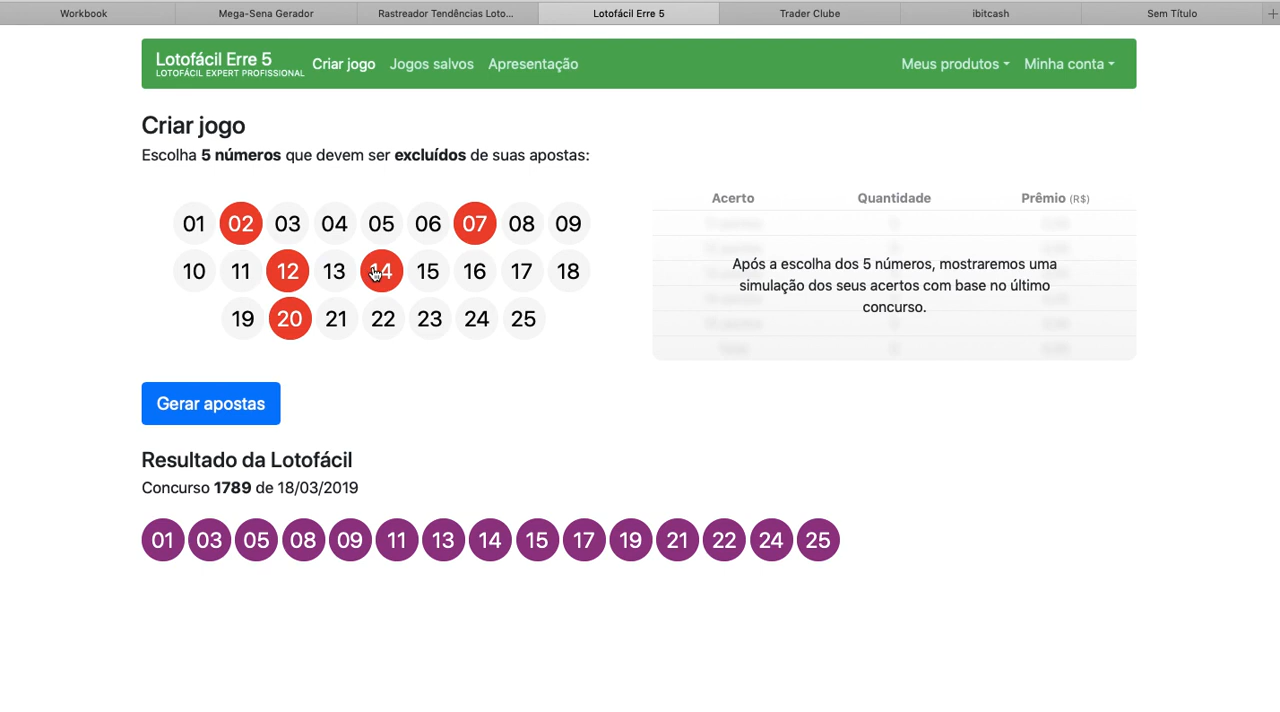 Workbook Mega-Sena Gerador Rastreador Tendências Loto... Lotofácil Erre 5 Trader Clube ibitcash Sem Título
Lotofácil Erre 5
LOTOFÁCIL EXPERT PROFISSIONAL
Criar jogo Jogos salvos Apresentação Meus produtos Minha conta
Criar jogo
Escolha 5 números que devem ser excluídos de suas apostas:
01 02 03 04 05 06 07 08 09
10 11 12 13 14 15 16 17 18
19 20 21 22 23 24 25
Acerto Quantidade Prêmio (R$)
Após a escolha dos 5 números, mostraremos uma
simulação dos seus acertos com base no último
concurso.
Gerar apostas
Resultado da Lotofácil
Concurso 1789 de 18/03/2019
01 03 05 08 09 11 13 14 15 17 19 21 22 24 25